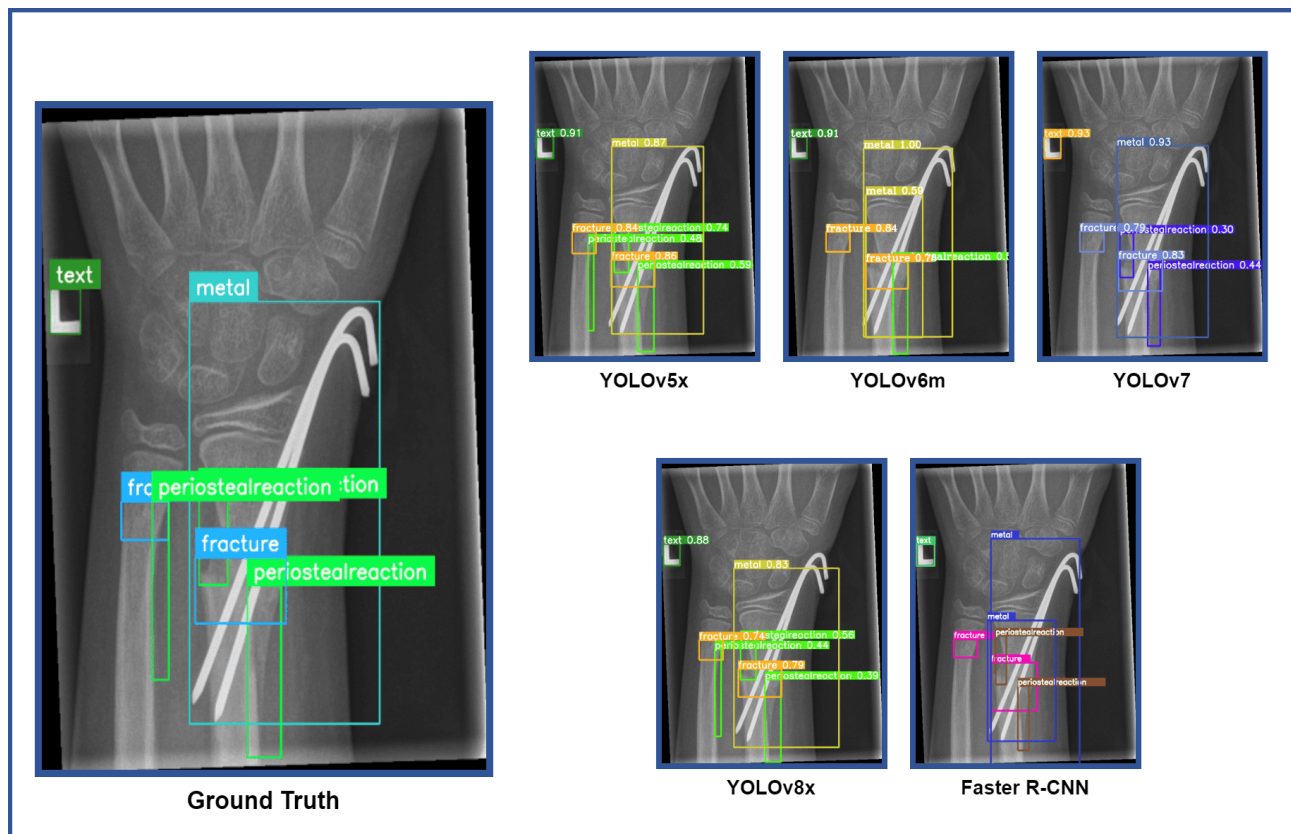 text
L
metal
periostealreaction
fracture
periostealreaction
Ground Truth
text 0.91
L
metal 0.87
fracture 0.84
periostealreaction 0.48
fracture 0.86
periostealreaction 0.59
YOLOv5x
text 0.91
L
metal 1.00
metal 0.59
fracture 0.84
YOLOv6m
text 0.93
L
metal 0.93
fracture 0.79
periostealreaction 0.30
fracture 0.83
periostealreaction 0.44
YOLOv7
text 0.88
L
metal 0.83
fracture 0.74
periostealreaction 0.44
fracture 0.79
periostealreaction 0.39
YOLOv8x
text
L
metal
metal
periostealreaction
fracture
fracture
periostealreaction
Faster R-CNN